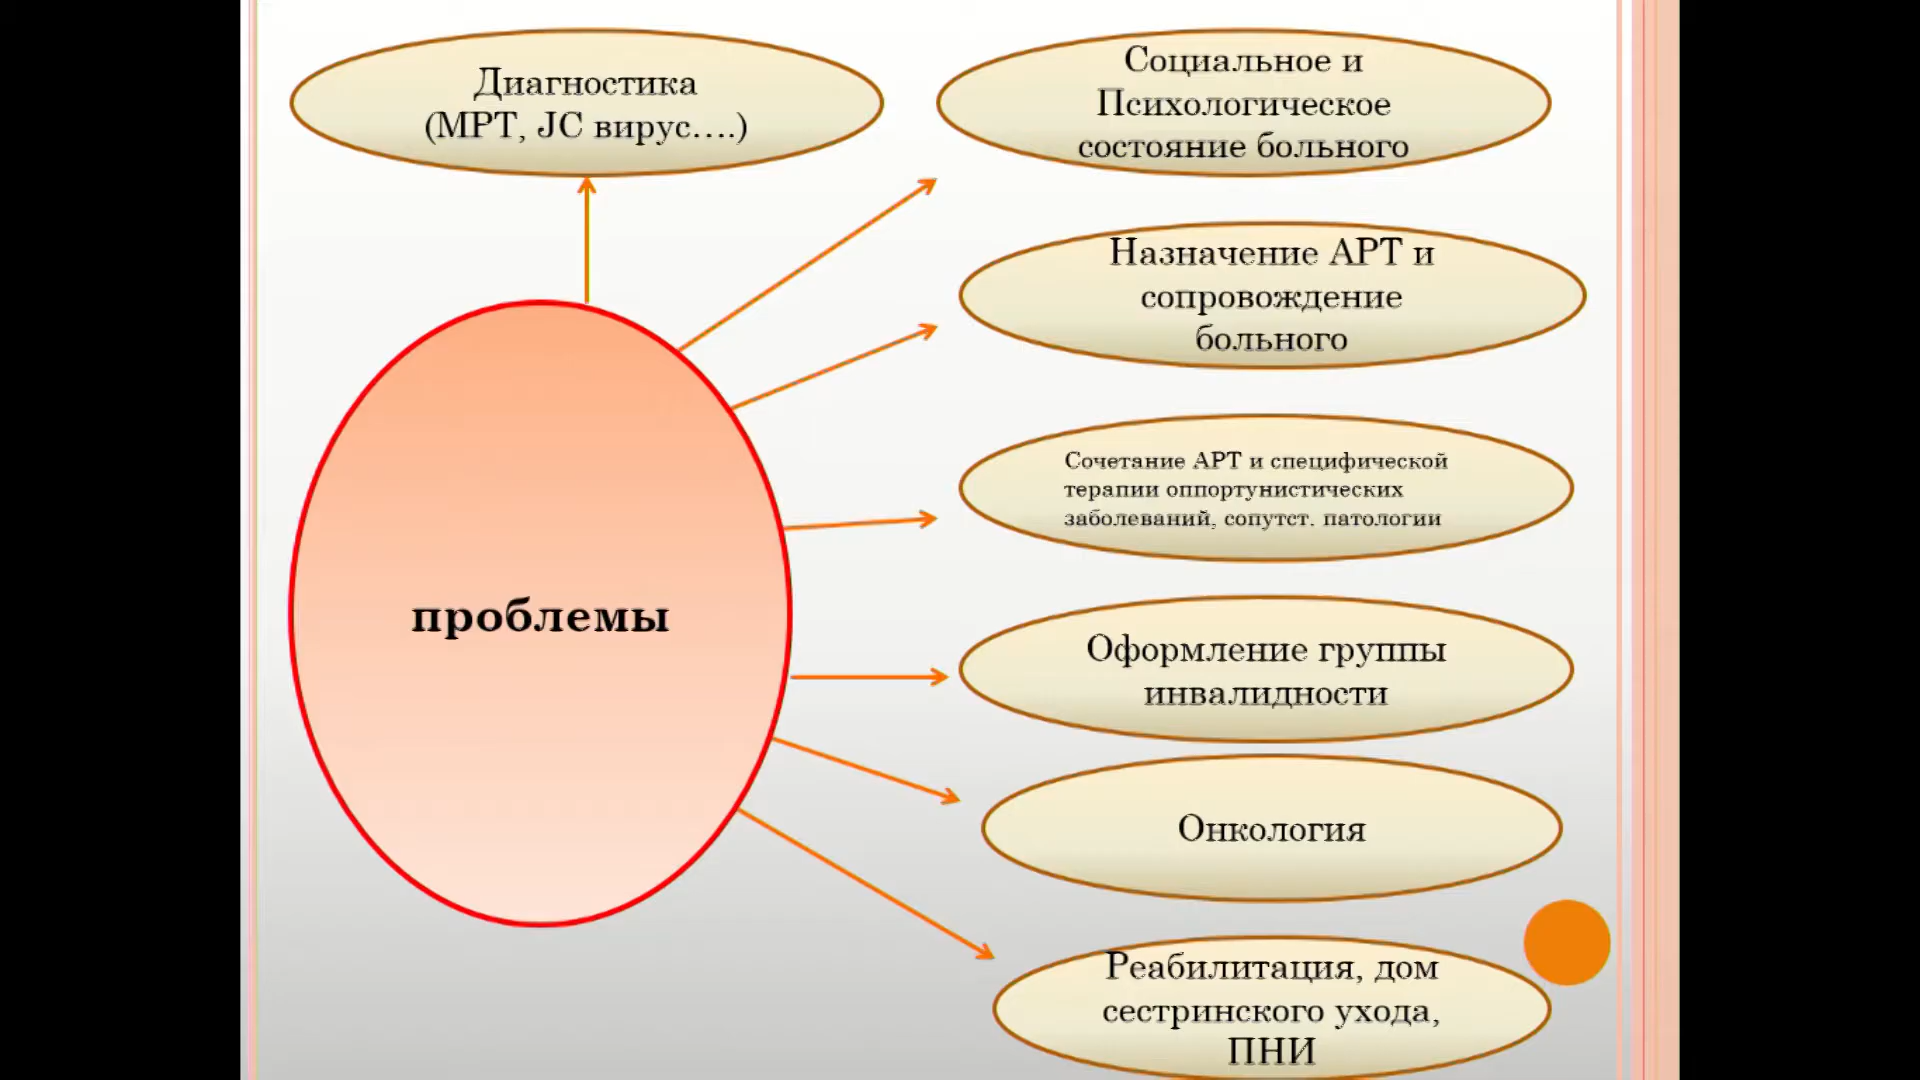 Диагностика
(МРТ, JC вирус….)
Социальное и
Психологическое
состояние больного
Назначение АРТ и
сопровождение
больного
Сочетание АРТ и специфической
терапии оппортунистических
заболеваний, сопутст. патологии
проблемы
Оформление группы
инвалидности
Онкология
Реабилитация, дом
сестринского ухода,
ПНИ